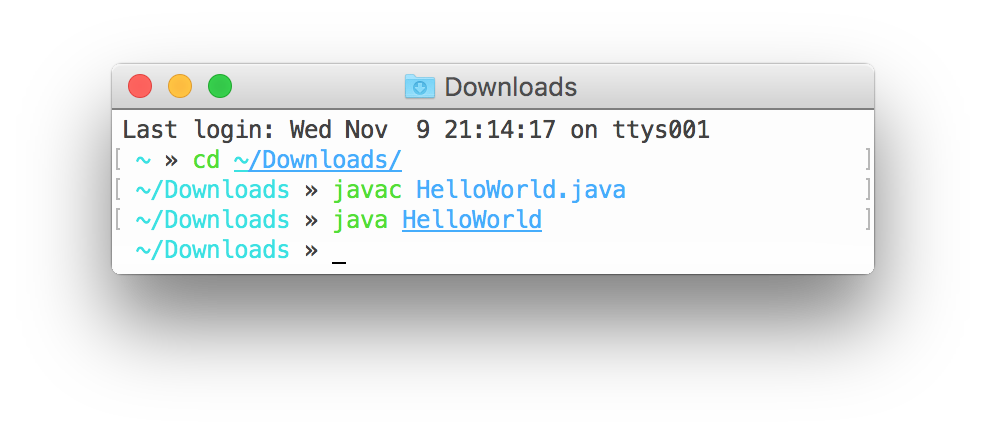 Downloads
Last login: Wed Nov  9 21:14:17 on ttys001
[ ~ » cd ~/Downloads/ ]
[ ~/Downloads » javac HelloWorld.java ]
[ ~/Downloads » java HelloWorld ]
~/Downloads » _